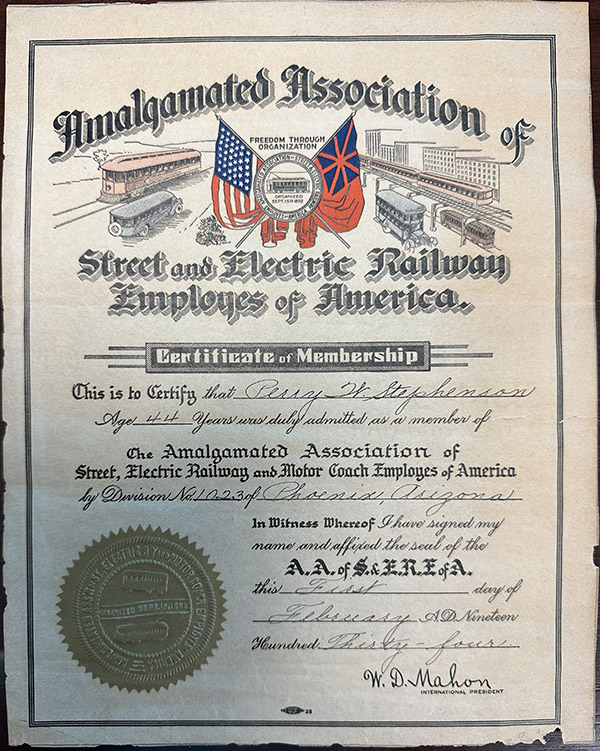 Amalgamated Association of
FREEDOM THROUGH
ORGANIZATION
ORGANIZED
SEPT. 15TH 1892
Street and Electric Railway
Employes of America.
Certificate of Membership
This is to Certify that Perry W Stephenson
Age 44 Years was duly admitted as a member of
The Amalgamated Association of
Street, Electric Railway and Motor Coach Employes of America
by Division No. 1023 of Phoenix, Arizona
In Witness Whereof I have signed my
name and affixed the seal of the
A.A. of S. & E.R.E. of A.
this First day of
February A.D. Nineteen
Hundred Thirty-four
W. D. Mahon
INTERNATIONAL PRESIDENT